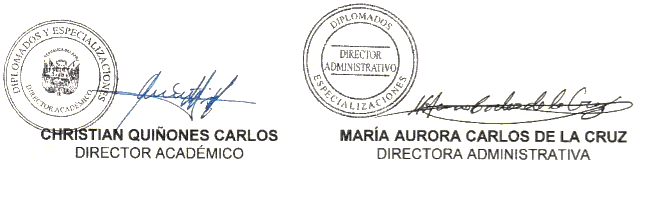 DIPLOMADOS Y ESPECIALIZACIONES
DIRECTOR ACADÉMICO
CHRISTIAN QUIÑONES CARLOS
DIRECTOR ACADÉMICO
DIPLOMADOS
DIRECTOR
ADMINISTRATIVO
ESPECIALIZACIONES
MARÍA AURORA CARLOS DE LA CRUZ
DIRECTORA ADMINISTRATIVA